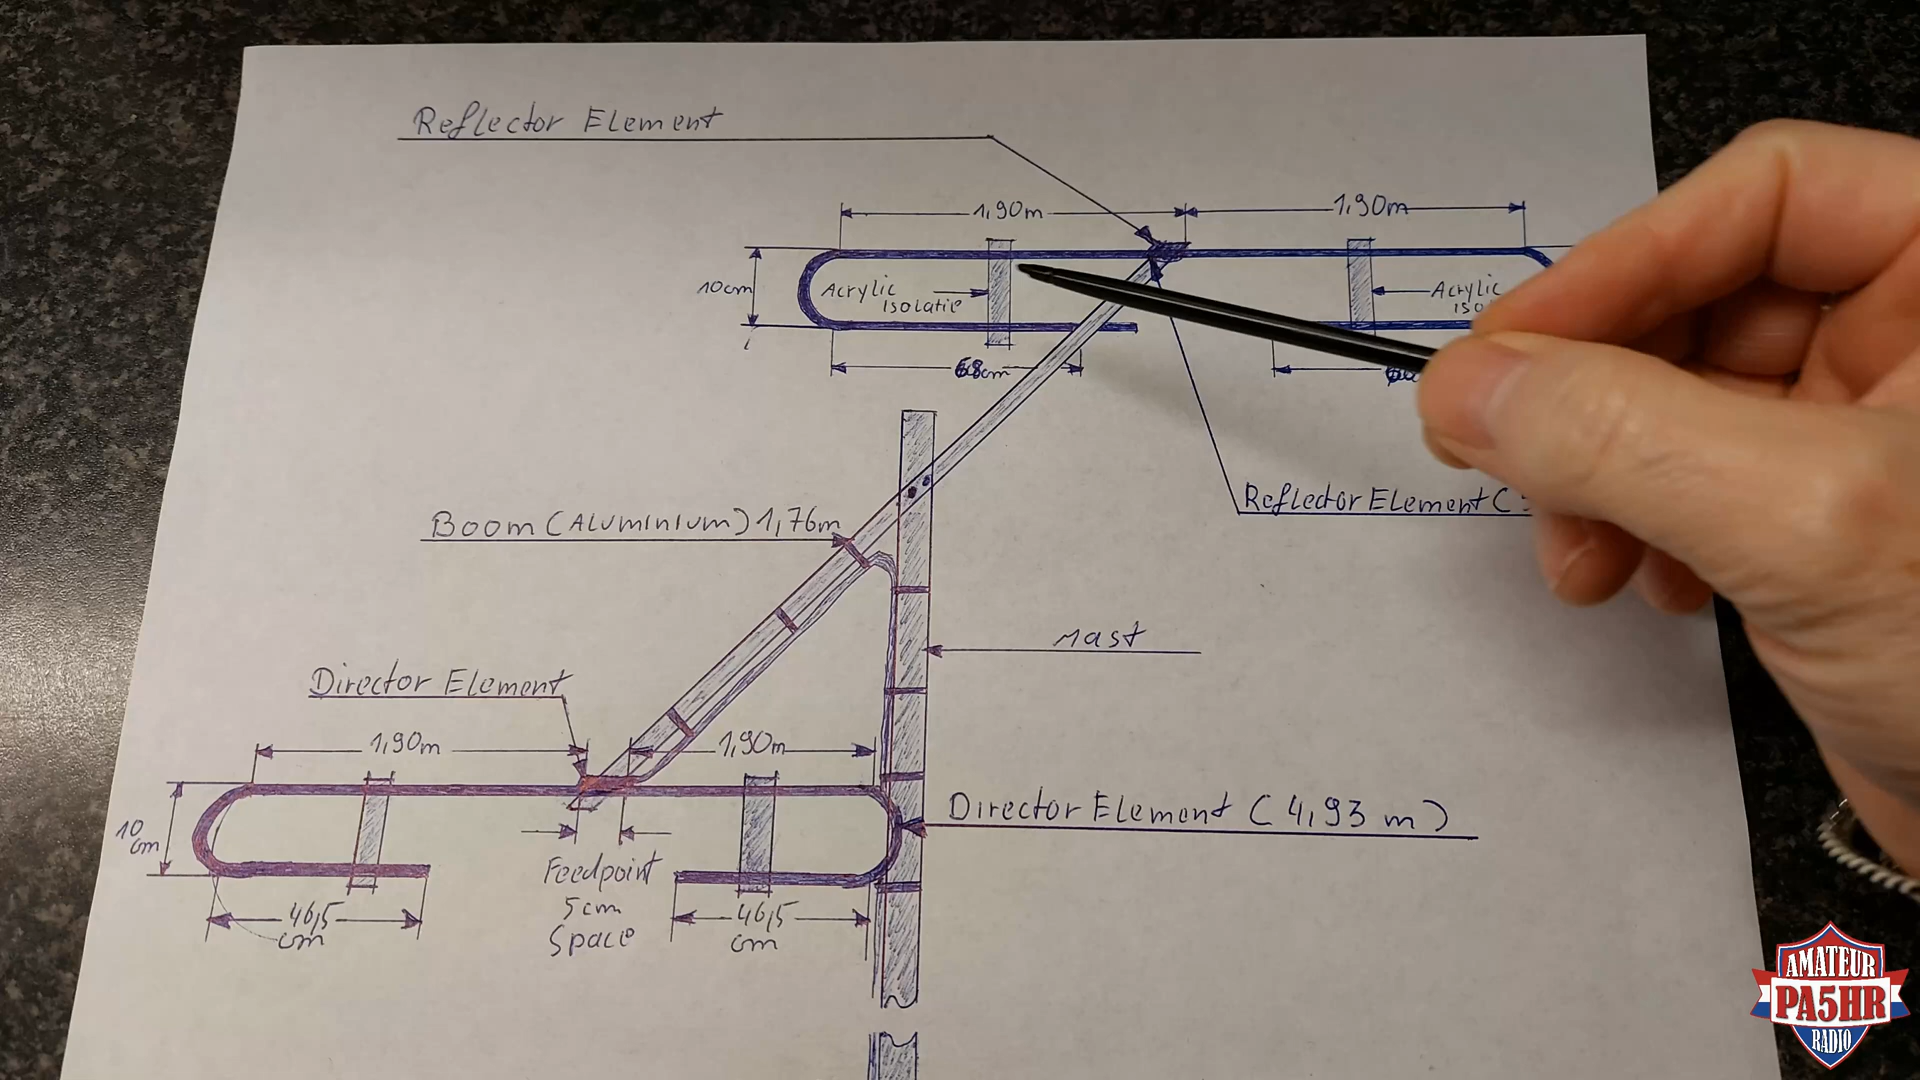 Reflector Element
1,90m
1,90m
10cm
Acrylic
Isolatie
Acrylic
68cm
Reflector Element (
Boom (Aluminium) 1,76m
mast
Director Element
1,90m
1,90m
10
cm
Director Element (4,93 m)
Feedpoint
5cm
Space
46,5
cm
46,5
cm
AMATEUR
PA5HR
RADIO